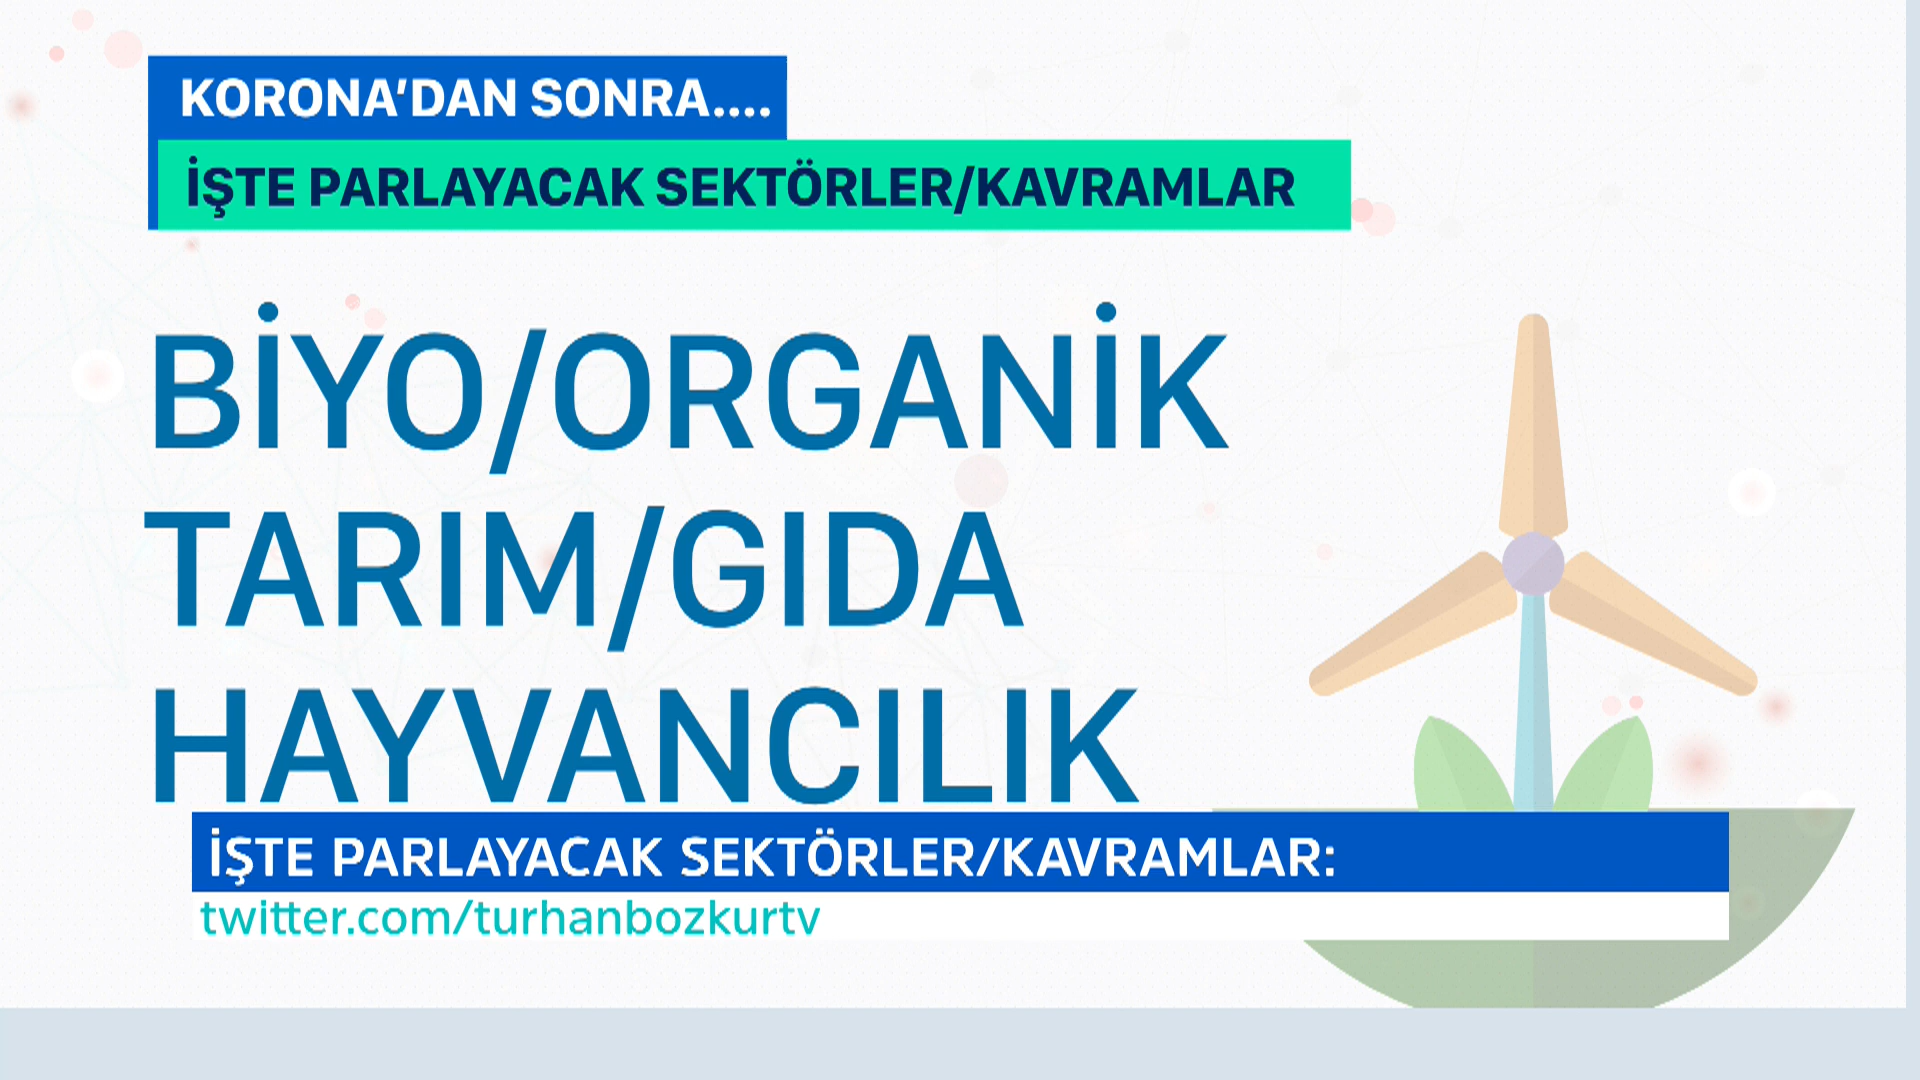 KORONA'DAN SONRA....
İŞTE PARLAYACAK SEKTÖRLER/KAVRAMLAR
BİYO/ORGANİK
TARIM/GIDA
HAYVANCILIK
İŞTE PARLAYACAK SEKTÖRLER/KAVRAMLAR:
twitter.com/turhanbozkurtv